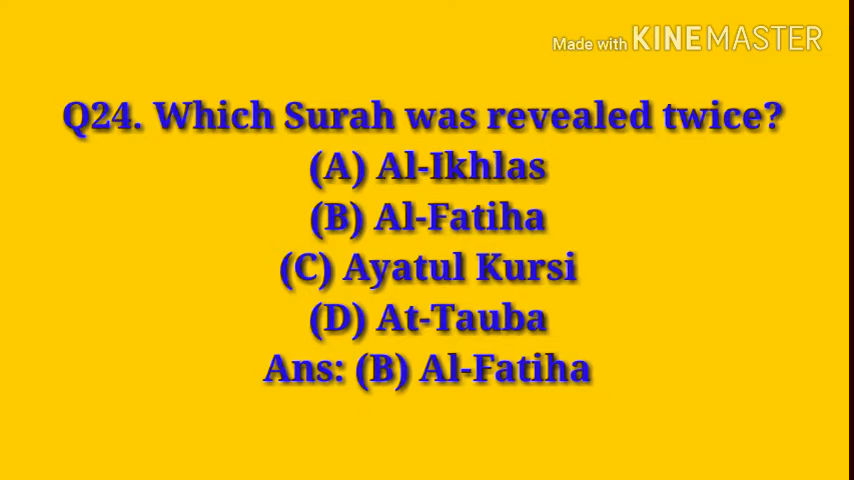 Made with KINEMASTER
Q24. Which Surah was revealed twice?
(A) Al-Ikhlas
(B) Al-Fatiha
(C) Ayatul Kursi
(D) At-Tauba
Ans: (B) Al-Fatiha